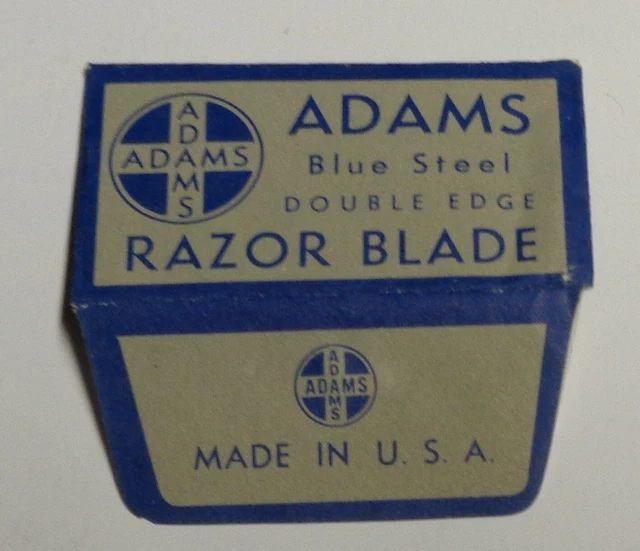 ADAMS
ADAMS
ADAMS
Blue Steel
DOUBLE EDGE
RAZOR BLADE
ADAMS
ADAMS
MADE IN U. S. A.